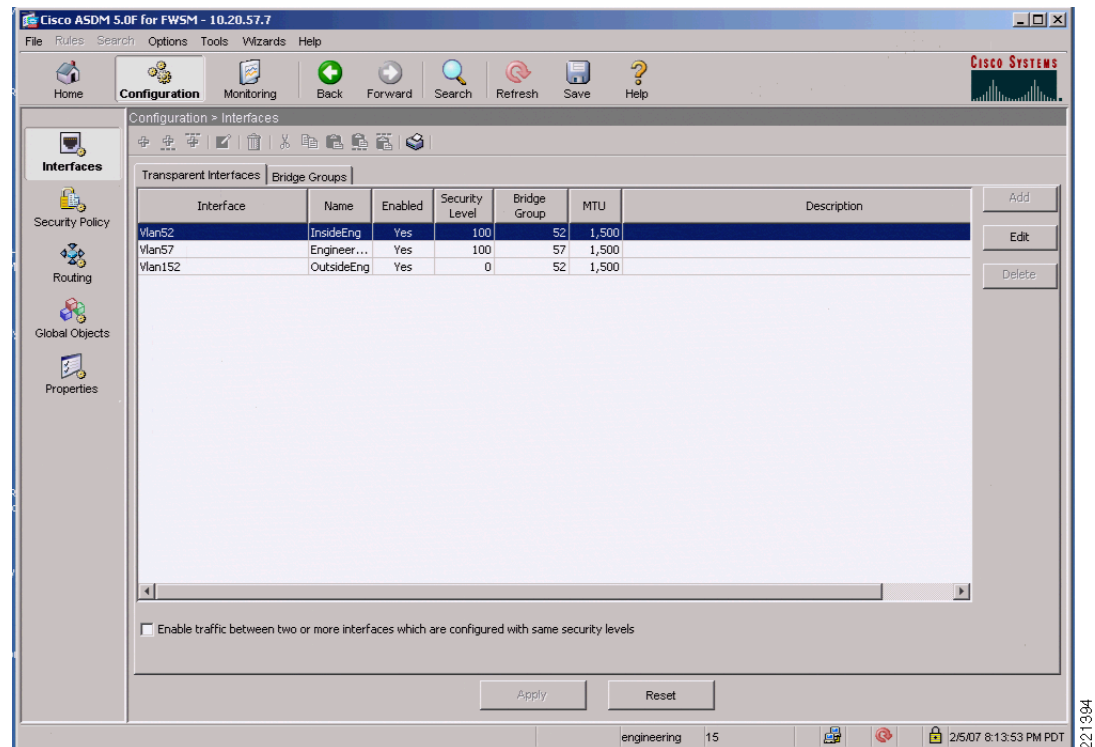 Cisco ASDM 5.0F for FWSM - 10.20.57.7
File Rules Search Options Tools Wizards Help
Home Configuration Monitoring Back Forward Search Refresh Save Help
CISCO SYSTEMS
Configuration > Interfaces
Interfaces
Security Policy
Routing
Global Objects
Properties
Transparent Interfaces Bridge Groups
Interface Name Enabled Security Level Bridge Group MTU Description
Vlan52 InsideEng Yes 100 52 1,500
Vlan57 Engineer... Yes 100 57 1,500
Vlan152 OutsideEng Yes 0 52 1,500
Add
Edit
Delete
Enable traffic between two or more interfaces which are configured with same security levels
Apply Reset
engineering 15 2/5/07 8:13:53 PM PDT
221394